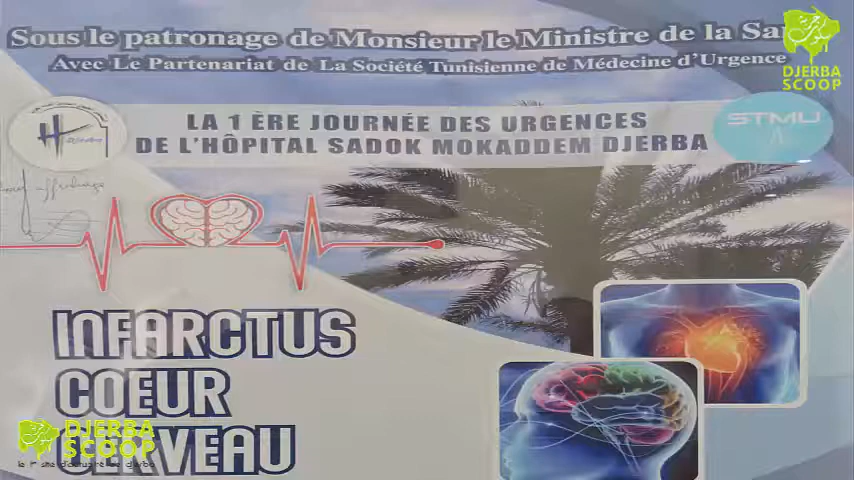 Sous le patronage de Monsieur le Ministre de la
Avec Le Partenariat de La Société Tunisienne de Médecine d'Urgence
DJERBA
SCOOP
LA 1 ÈRE JOURNÉE DES URGENCES
DE L'HÔPITAL SADOK MOKADDEM DJERBA
STMU
INFARCTUS
COEUR
CERVEAU
DJERBA
SCOOP